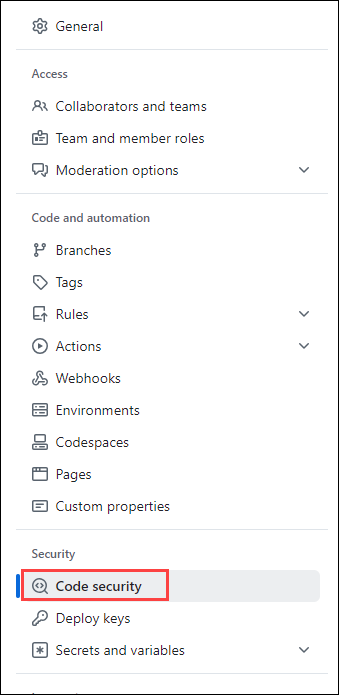 General
Access
Collaborators and teams
Team and member roles
Moderation options
Code and automation
Branches
Tags
Rules
Actions
Webhooks
Environments
Codespaces
Pages
Custom properties
Security
Code security
Deploy keys
Secrets and variables